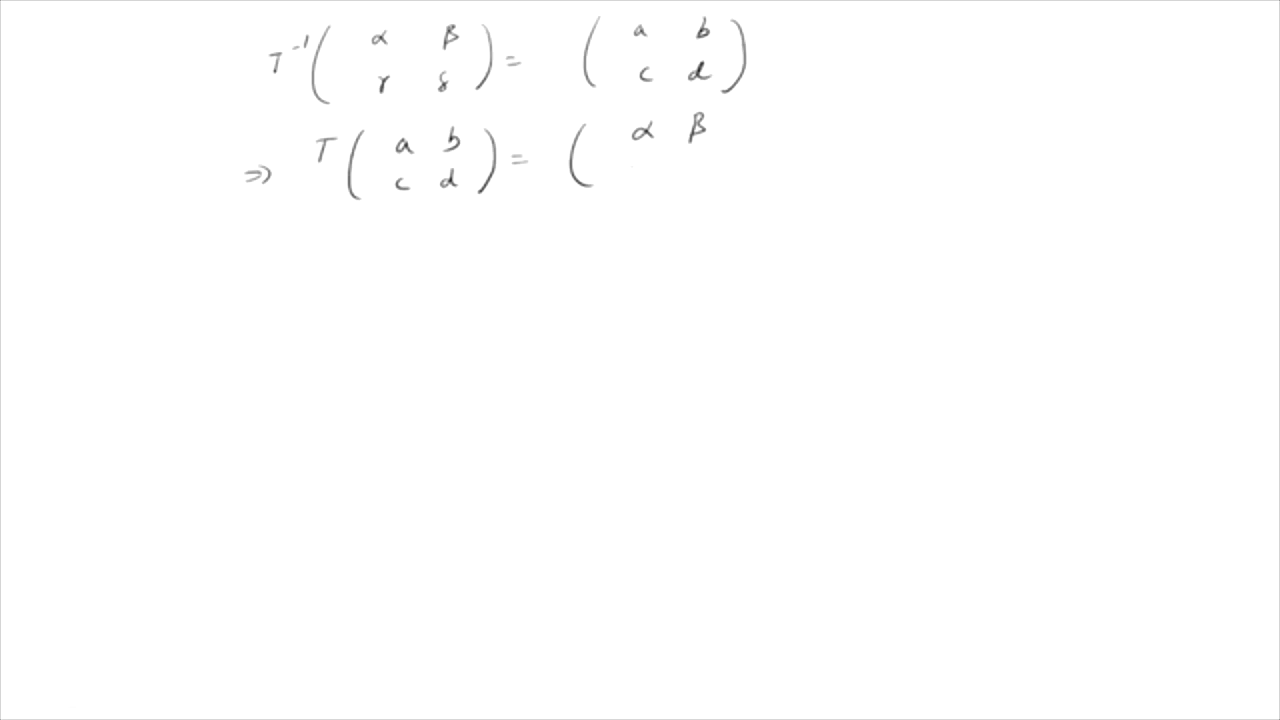 T⁻¹ ( α β ) = ( a b )
( γ δ ) ( c d )
⇒ T ( a b ) = ( α β
( c d )